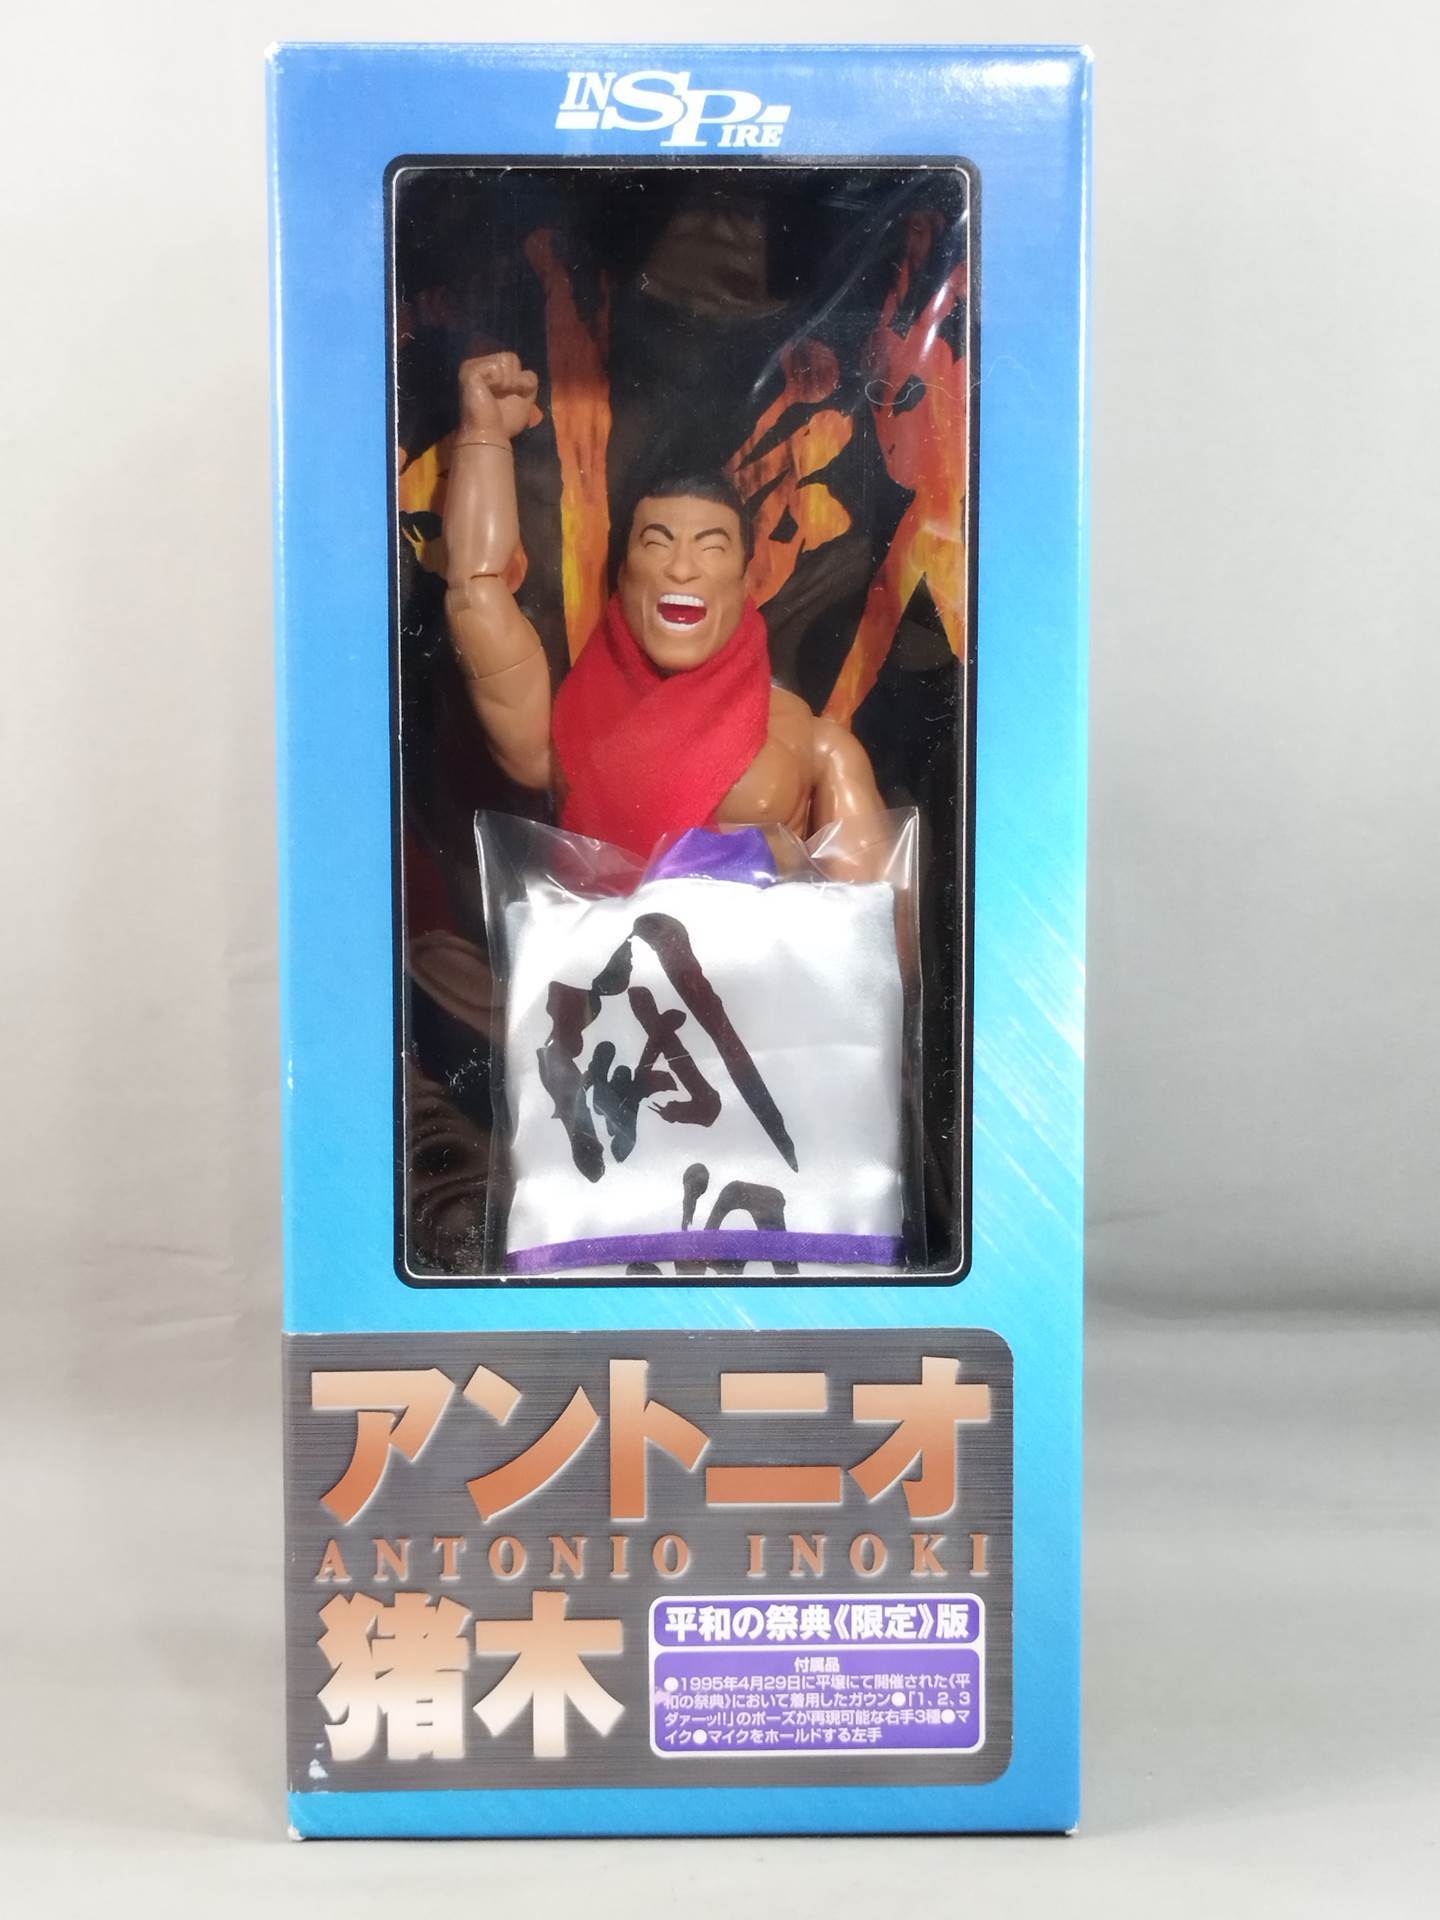 INSPIRE
アントニオ
ANTONIO INOKI
猪木
平和の祭典《限定》版
付属品
●1995年4月29日に平壌にて開催された《平
和の祭典》において着用したガウン●「1、2、3
ダァーッ!!」のポーズが再現可能な右手3種●マ
イク●マイクをホールドする左手